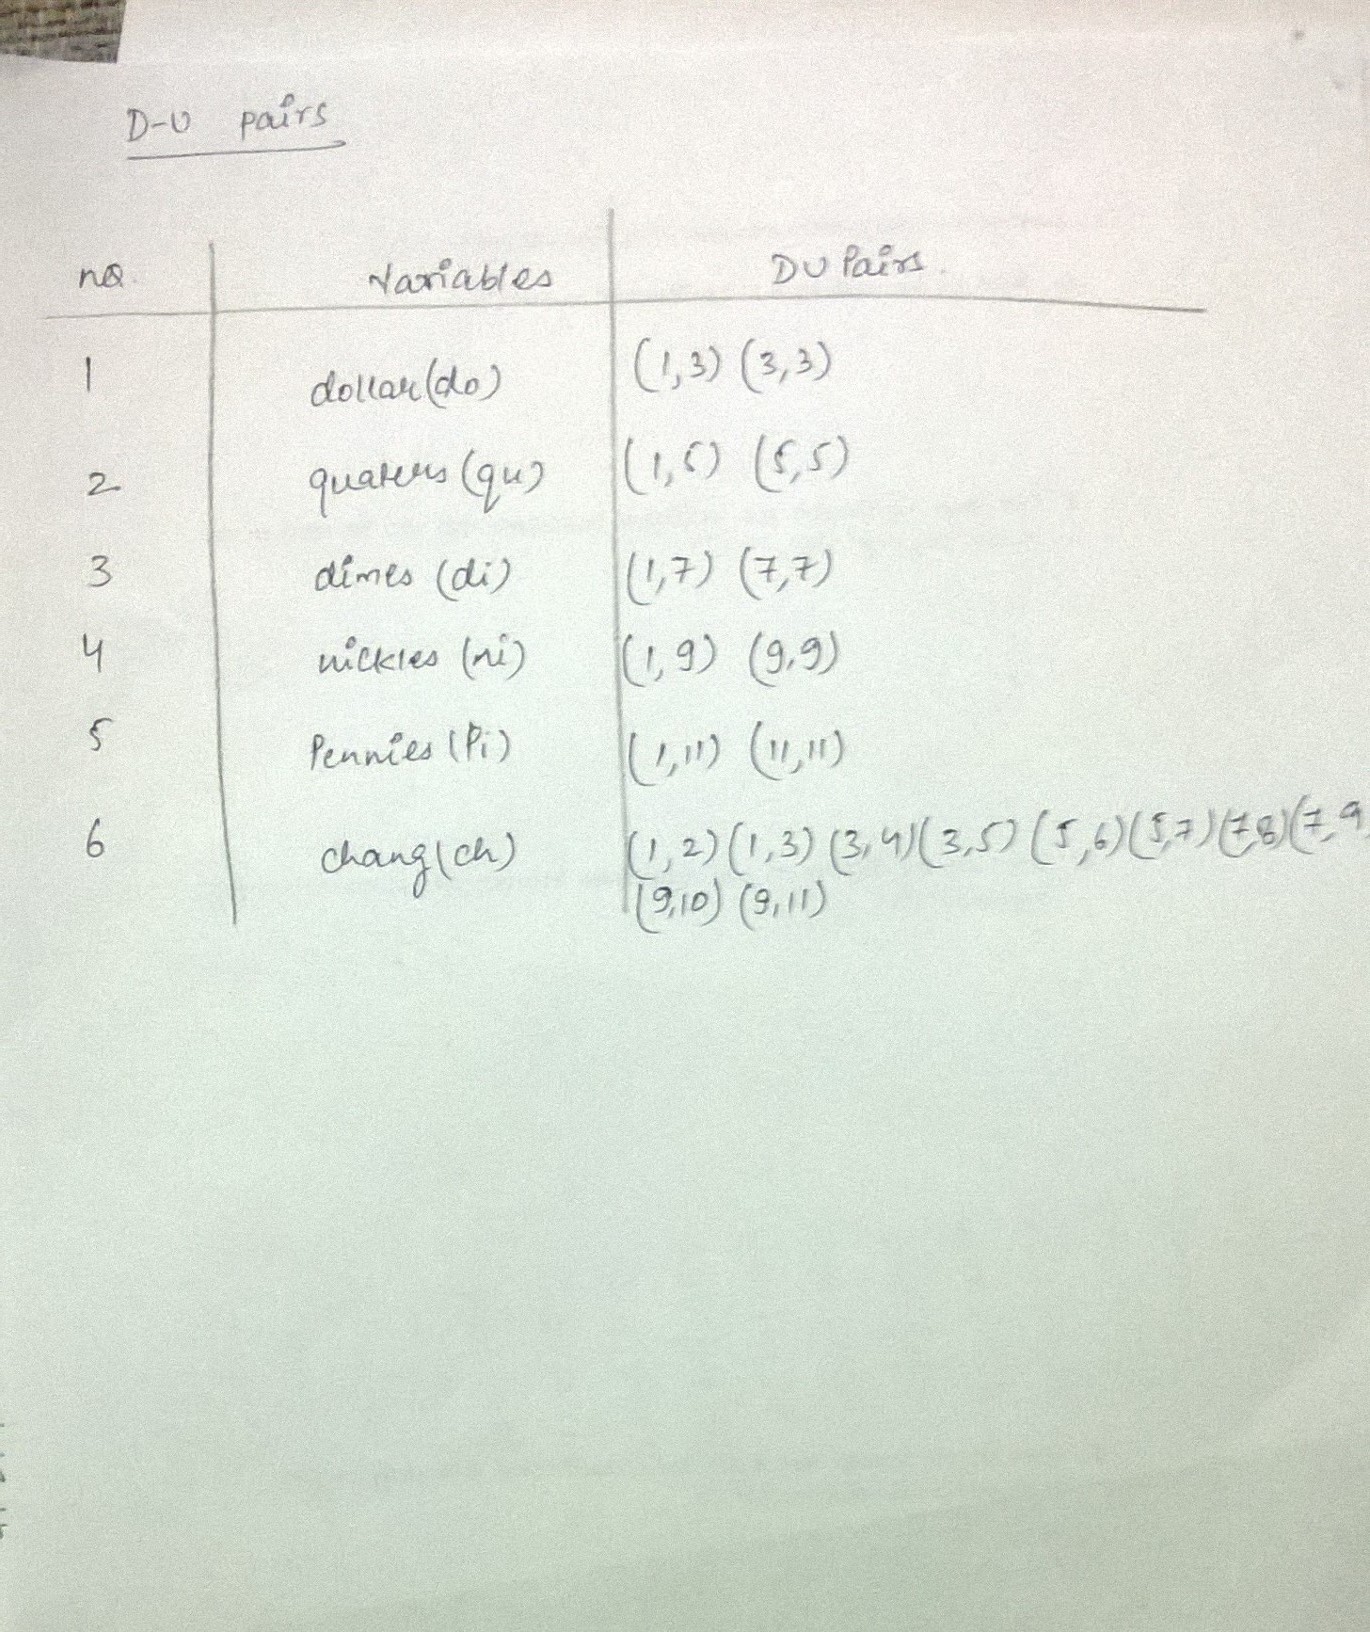 D-U pairs
no. Variables DU Pairs.
1 dollar(do) (1,3) (3,3)
2 quaters (qu) (1,5) (5,5)
3 dimes (di) (1,7) (7,7)
4 nickles (ni) (1,9) (9,9)
5 Pennies (Pi) (1,11) (11,11)
6 chang(ch) (1,2) (1,3) (3,4) (3,5) (5,6) (5,7) (7,8) (7,9
(9,10) (9,11)